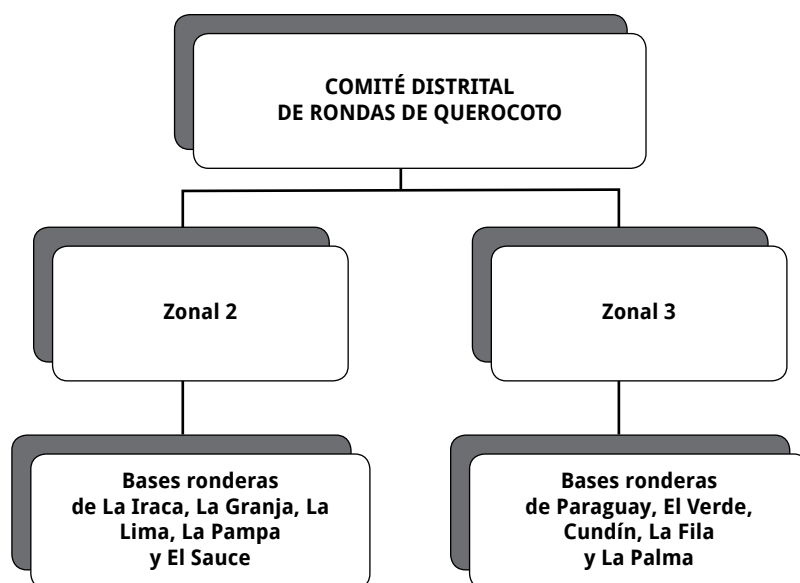 COMITÉ DISTRITAL
DE RONDAS DE QUEROCOTO
Zonal 2
Zonal 3
Bases ronderas
de La Iraca, La Granja, La
Lima, La Pampa
y El Sauce
Bases ronderas
de Paraguay, El Verde,
Cundín, La Fila
y La Palma